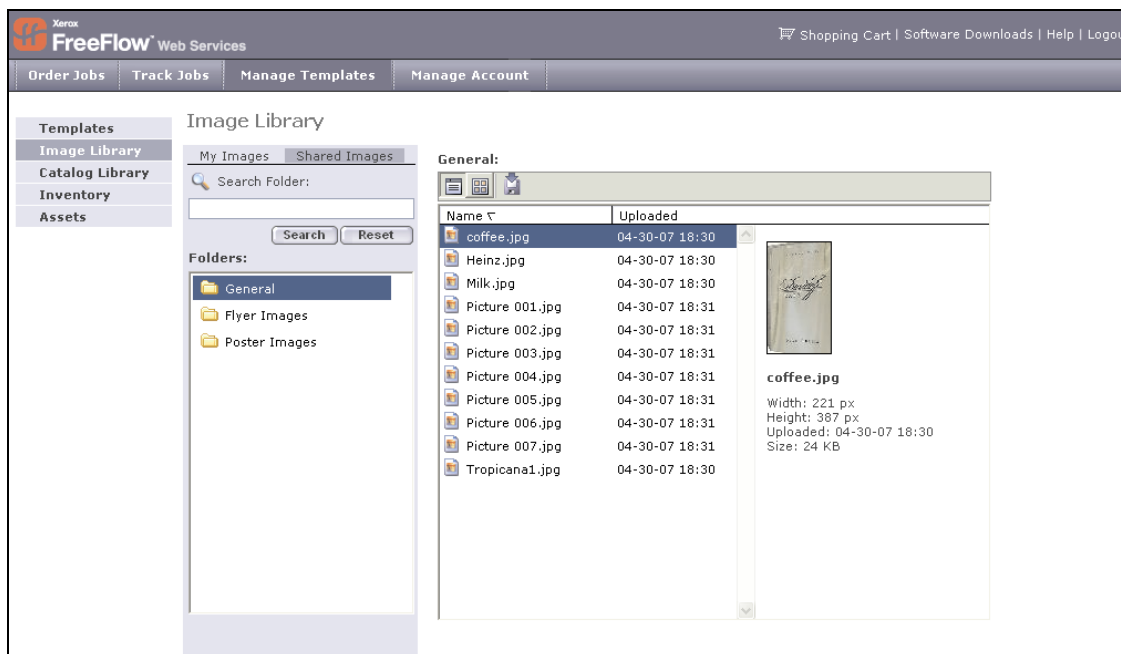 Xerox
FreeFlow™ Web Services
Shopping Cart | Software Downloads | Help | Logou
Order Jobs Track Jobs Manage Templates Manage Account
Templates
Image Library
Catalog Library
Inventory
Assets
Image Library
My Images Shared Images
Search Folder:
Search Reset
Folders:
General
Flyer Images
Poster Images
General:
Name Uploaded
coffee.jpg 04-30-07 18:30
Heinz.jpg 04-30-07 18:30
Milk.jpg 04-30-07 18:30
Picture 001.jpg 04-30-07 18:31
Picture 002.jpg 04-30-07 18:31
Picture 003.jpg 04-30-07 18:31
Picture 004.jpg 04-30-07 18:31
Picture 005.jpg 04-30-07 18:31
Picture 006.jpg 04-30-07 18:31
Picture 007.jpg 04-30-07 18:31
Tropicana1.jpg 04-30-07 18:30
coffee.jpg
Width: 221 px
Height: 387 px
Uploaded: 04-30-07 18:30
Size: 24 KB